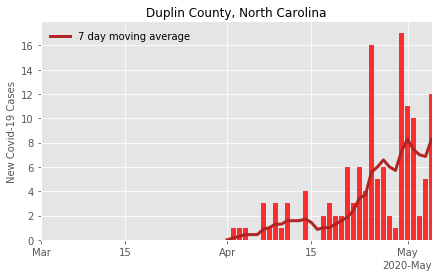 Duplin County, North Carolina
7 day moving average
New Covid-19 Cases
16
14
12
10
8
6
4
2
0
Mar 15 Apr 15 May
2020-May